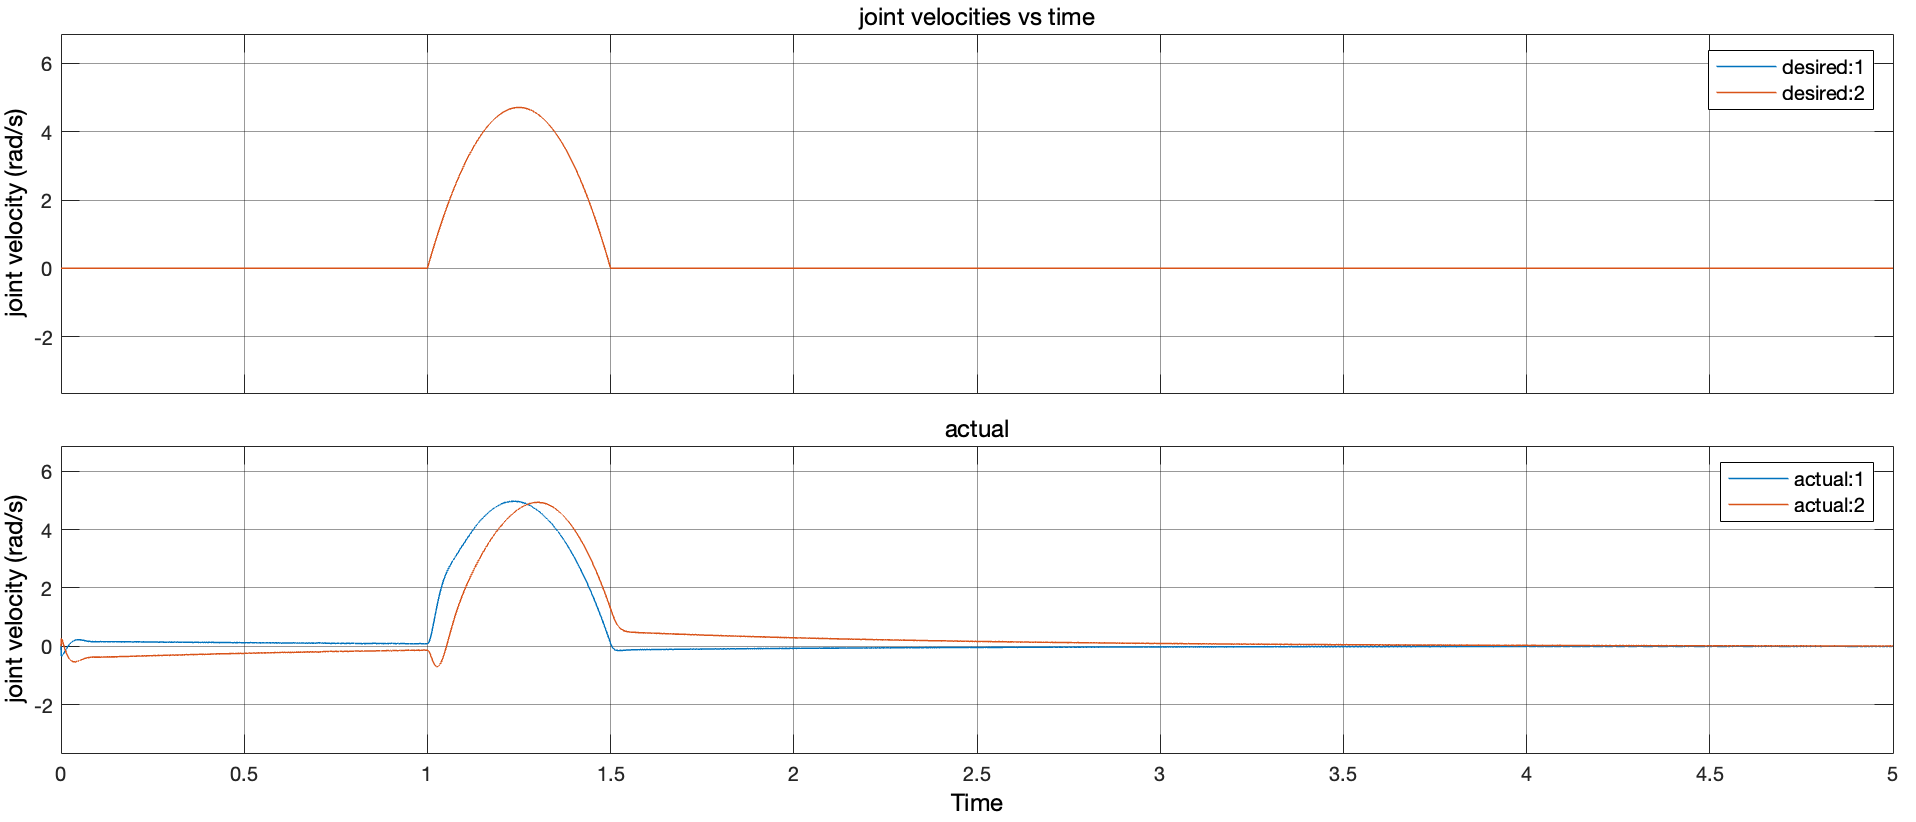 joint velocities vs time
joint velocity (rad/s)
6
4
2
0
-2
desired:1
desired:2
actual
joint velocity (rad/s)
6
4
2
0
-2
actual:1
actual:2
0 0.5 1 1.5 2 2.5 3 3.5 4 4.5 5
Time